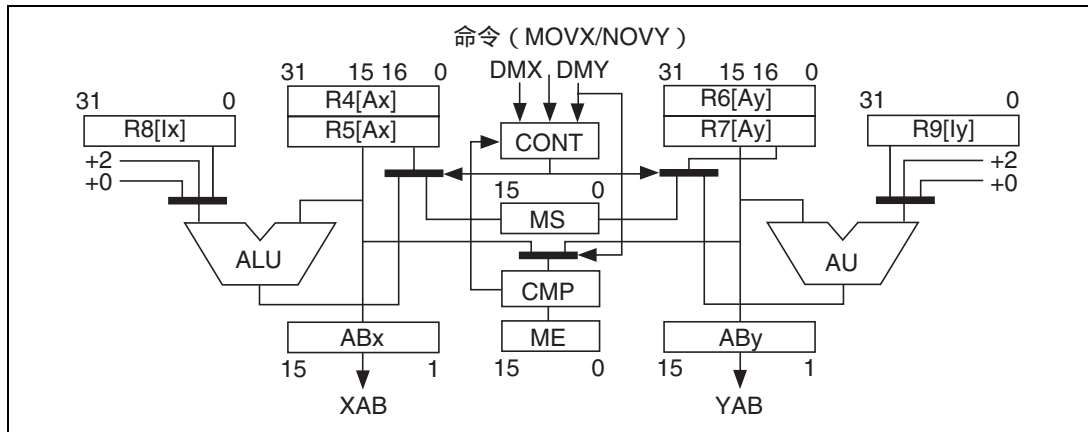 命令（MOVX/NOVY）
DMX DMY
31 15 16 0
31 15 16 0
R4[Ax]
R6[Ay]
31 0
31 0
R8[Ix]
R5[Ax]
CONT
R7[Ay]
R9[Iy]
+2
+2
+0
+0
15 0
MS
ALU
AU
CMP
ABx
ME
ABy
15 1
15 0
15 1
XAB
YAB